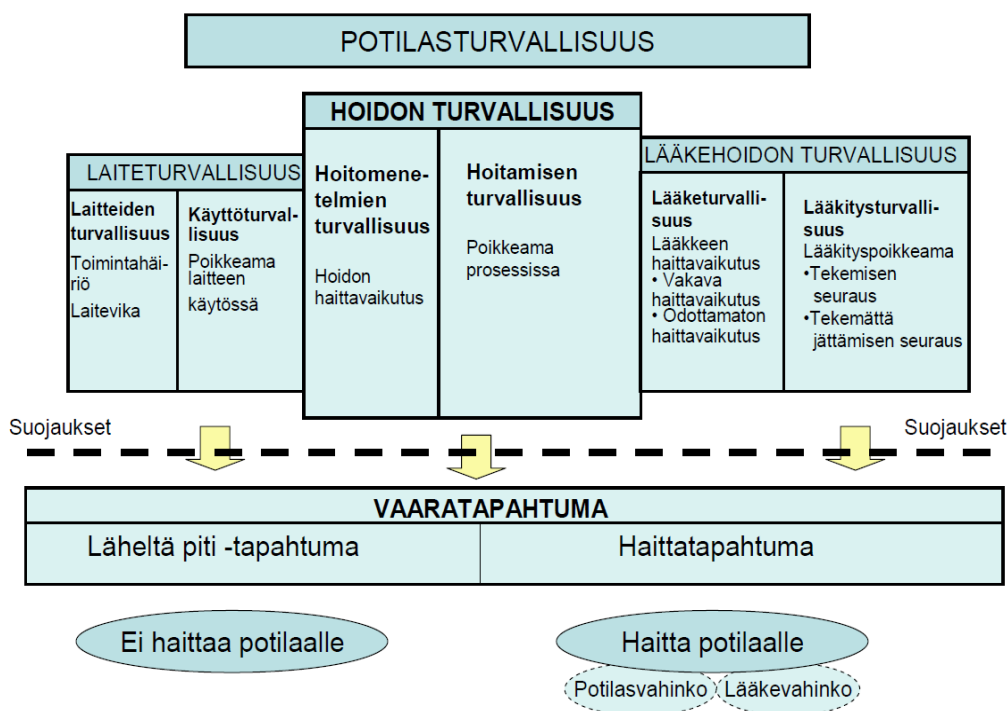 POTILASTURVALLISUUS
HOIDON TURVALLISUUS
LAITETURVALLISUUS
LÄÄKEHOIDON TURVALLISUUS
Laitteiden
turvallisuus
Toimintahäi-
riö
Laitevika
Käyttöturval-
lisuus
Poikkeama
laitteen
käytössä
Hoitomene-
telmien
turvallisuus
Hoidon
haittavaikutus
Hoitamisen
turvallisuus
Poikkeama
prosessissa
Lääketurvalli-
suus
Lääkkeen
haittavaikutus
• Vakava
haittavaikutus
• Odottamaton
haittavaikutus
Lääkitysturvalli-
suus
Lääkityspoikkeama
•Tekemisen
seuraus
•Tekemättä
jättämisen seuraus
Suojaukset
Suojaukset
VAARATAPAHTUMA
Läheltä piti -tapahtuma
Haittatapahtuma
Ei haittaa potilaalle
Haitta potilaalle
Potilasvahinko
Lääkevahinko